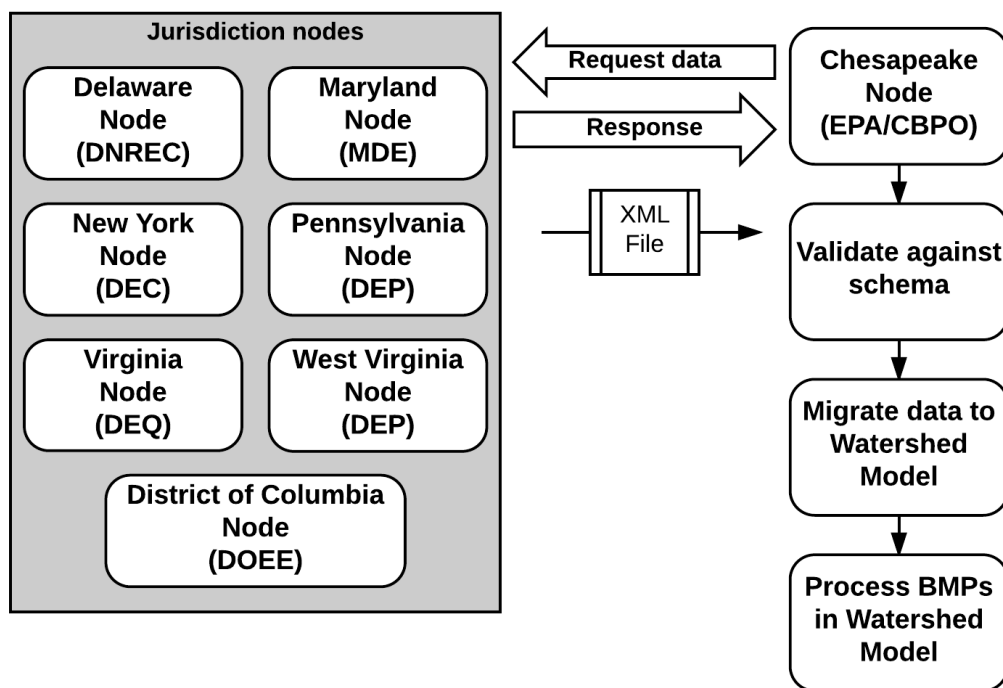 Jurisdiction nodes
Delaware
Node
(DNREC)
Maryland
Node
(MDE)
New York
Node
(DEC)
Pennsylvania
Node
(DEP)
Virginia
Node
(DEQ)
West Virginia
Node
(DEP)
District of Columbia
Node
(DOEE)
Request data
Response
XML
File
Chesapeake
Node
(EPA/CBPO)
Validate against
schema
Migrate data to
Watershed
Model
Process BMPs
in Watershed
Model